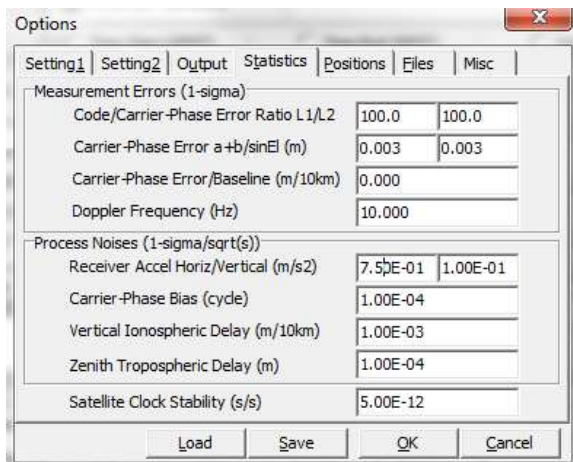 Options
x
Setting1 Setting2 Output Statistics Positions Files Misc
Measurement Errors (1-sigma)
Code/Carrier-Phase Error Ratio L1/L2 100.0 100.0
Carrier-Phase Error a+b/sinEl (m) 0.003 0.003
Carrier-Phase Error/Baseline (m/10km) 0.000
Doppler Frequency (Hz) 10.000
Process Noises (1-sigma/sqrt(s))
Receiver Accel Horiz/Vertical (m/s2) 7.50E-01 1.00E-01
Carrier-Phase Bias (cycle) 1.00E-04
Vertical Ionospheric Delay (m/10km) 1.00E-03
Zenith Tropospheric Delay (m) 1.00E-04
Satellite Clock Stability (s/s) 5.00E-12
Load Save OK Cancel